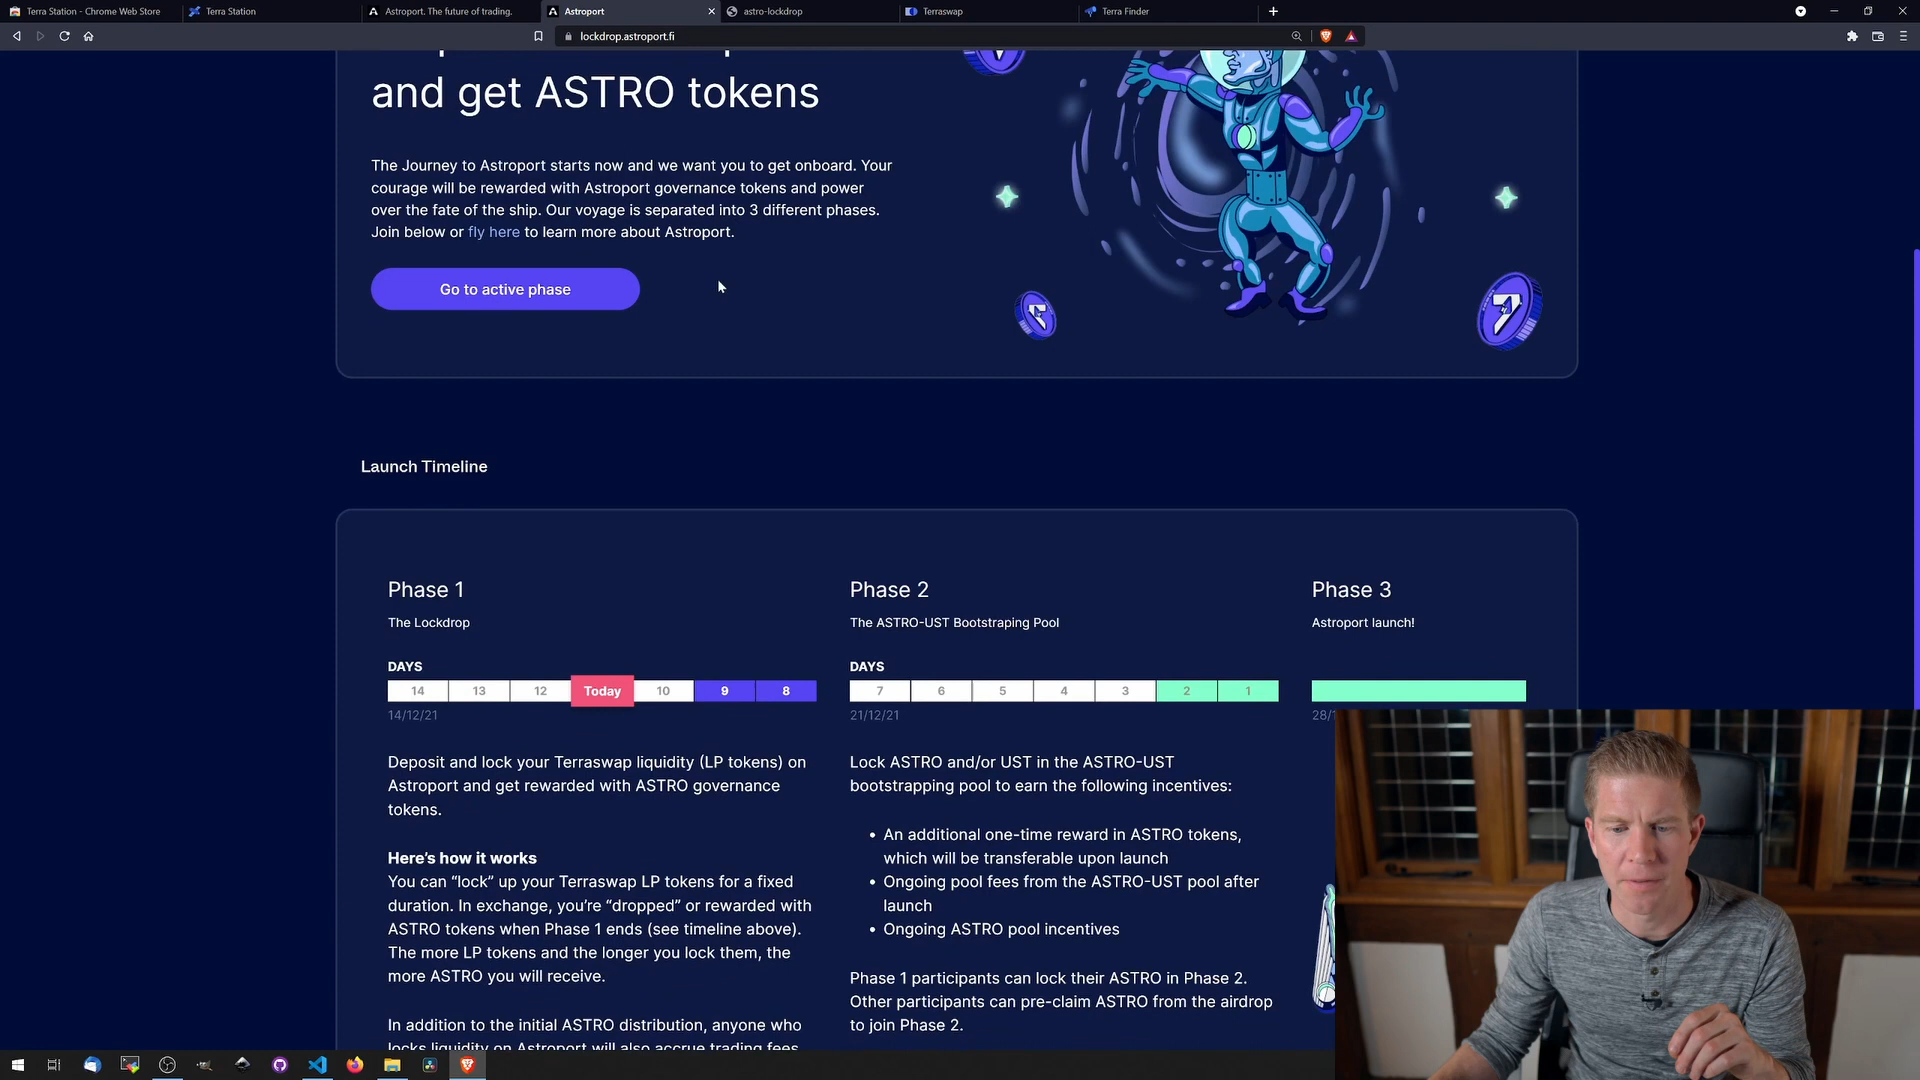 Terra Station - Chrome Web Store
Terra Station
Astroport. The future of trading.
Astroport
astro-lockdrop
Terraswap
Terra Finder
lockdrop.astroport.fi
and get ASTRO tokens
The Journey to Astroport starts now and we want you to get onboard. Your
courage will be rewarded with Astroport governance tokens and power
over the fate of the ship. Our voyage is separated into 3 different phases.
Join below or fly here to learn more about Astroport.
Go to active phase
Launch Timeline
Phase 1
The Lockdrop
DAYS
14 13 12 Today 10 9 8
14/12/21
Deposit and lock your Terraswap liquidity (LP tokens) on
Astroport and get rewarded with ASTRO governance
tokens.
Here's how it works
You can “lock” up your Terraswap LP tokens for a fixed
duration. In exchange, you're “dropped” or rewarded with
ASTRO tokens when Phase 1 ends (see timeline above).
The more LP tokens and the longer you lock them, the
more ASTRO you will receive.
In addition to the initial ASTRO distribution, anyone who
locks liquidity on Astroport will also accrue trading fees
Phase 2
The ASTRO-UST Bootstraping Pool
DAYS
7 6 5 4 3 2 1
21/12/21
Lock ASTRO and/or UST in the ASTRO-UST
bootstrapping pool to earn the following incentives:
• An additional one-time reward in ASTRO tokens,
which will be transferable upon launch
• Ongoing pool fees from the ASTRO-UST pool after
launch
• Ongoing ASTRO pool incentives
Phase 1 participants can lock their ASTRO in Phase 2.
Other participants can pre-claim ASTRO from the airdrop
to join Phase 2.
Phase 3
Astroport launch!
28/